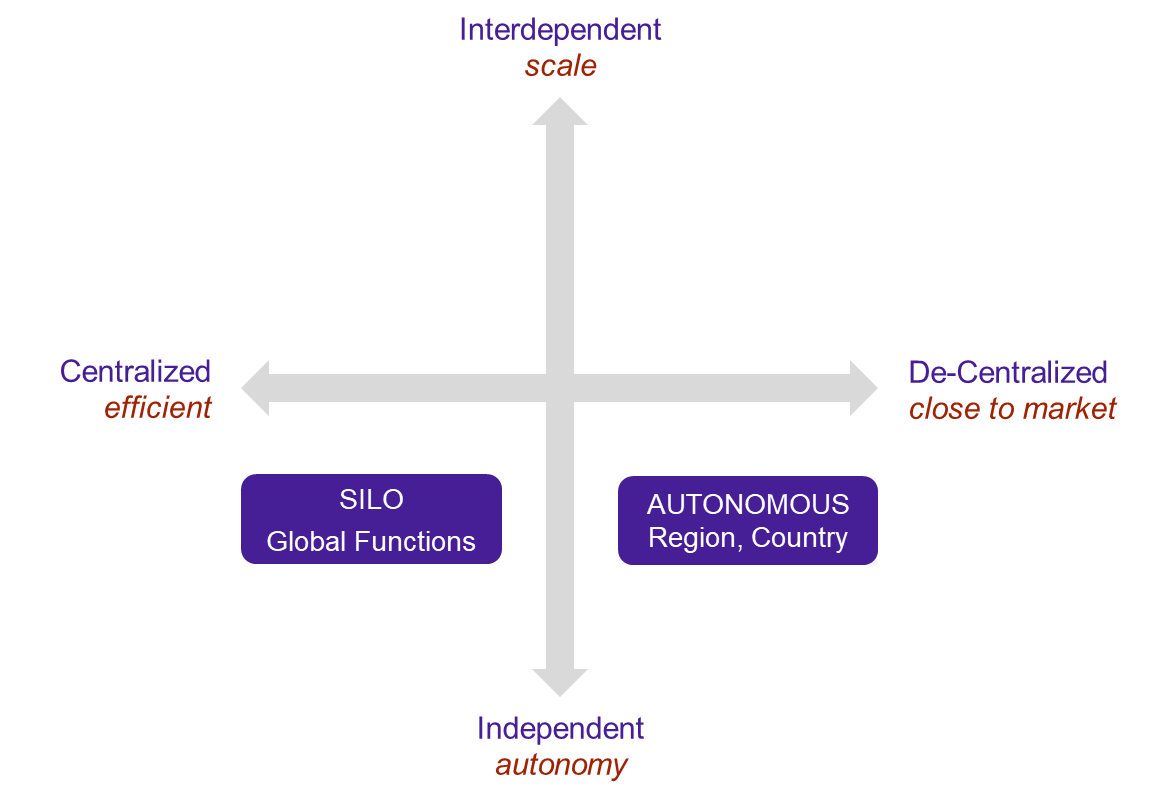 Interdependent
scale
Centralized
efficient
De-Centralized
close to market
SILO
Global Functions
AUTONOMOUS
Region, Country
Independent
autonomy